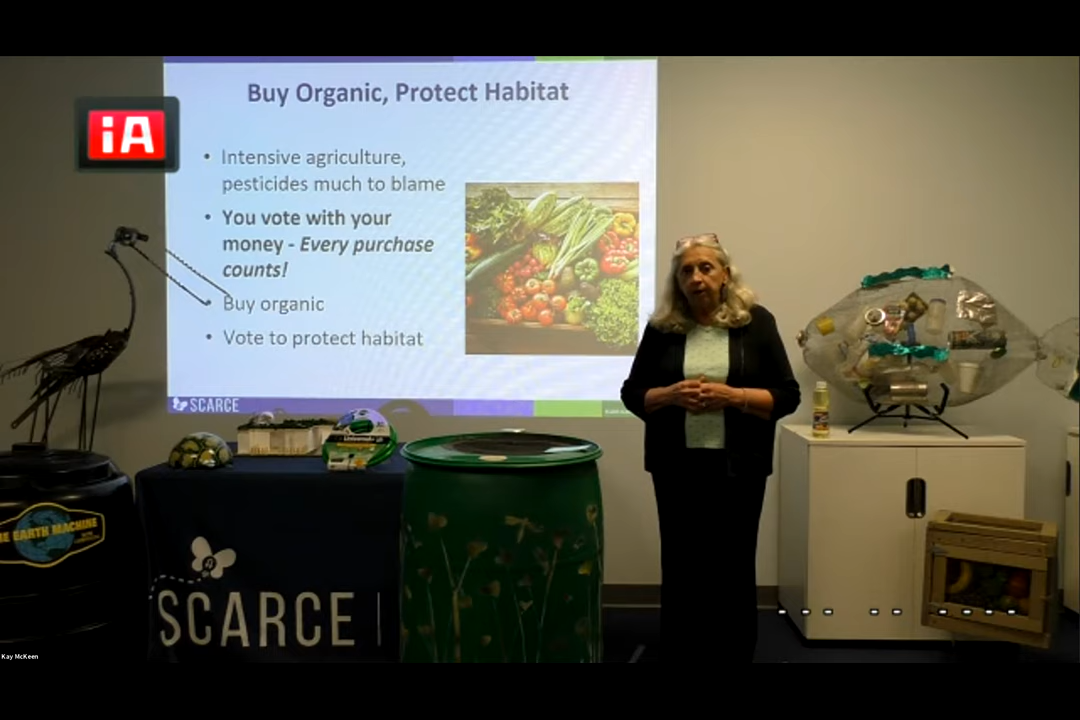 Buy Organic, Protect Habitat
iA
• Intensive agriculture,
pesticides much to blame
• You vote with your
money - Every purchase
counts!
• Buy organic
• Vote to protect habitat
SCARCE
THE EARTH MACHINE
SCARCE
Kay McKeen